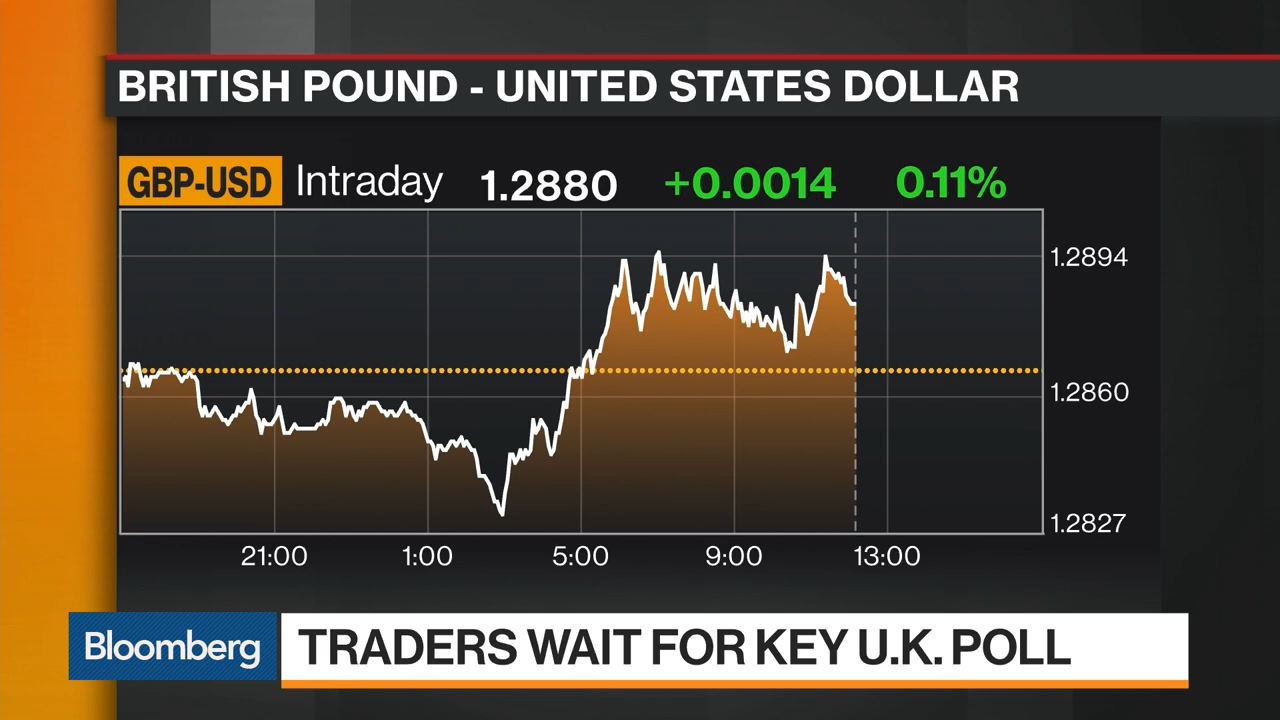 BRITISH POUND - UNITED STATES DOLLAR
GBP-USD Intraday 1.2880 +0.0014 0.11%
1.2894
1.2860
1.2827
21:00 1:00 5:00 9:00 13:00
Bloomberg TRADERS WAIT FOR KEY U.K. POLL